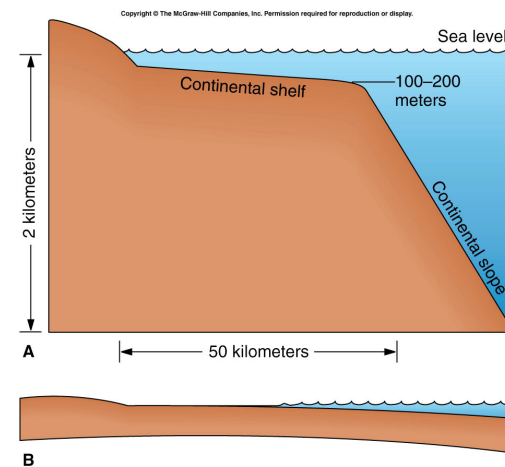 Copyright © The McGraw-Hill Companies, Inc. Permission required for reproduction or display.
Sea level
Continental shelf
100–200
meters
2 kilometers
Continental slope
A
50 kilometers
B